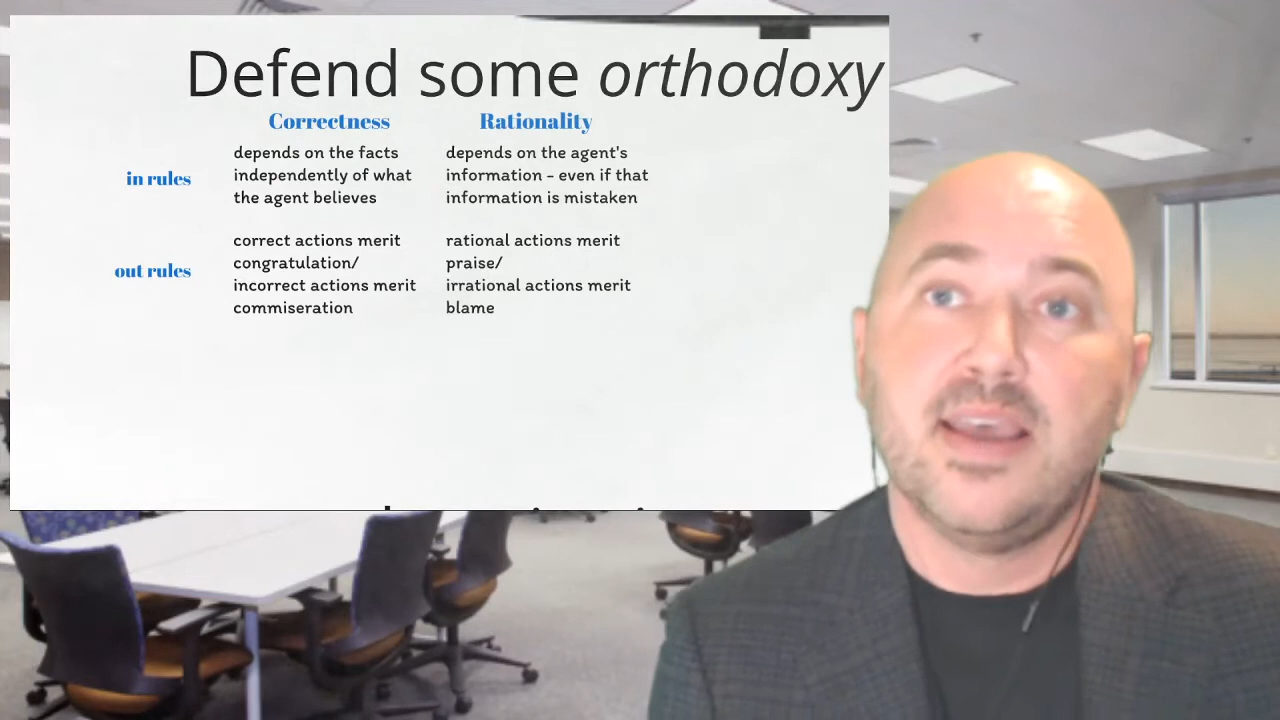 Defend some orthodoxy
Correctness Rationality
in rules
depends on the facts
independently of what
the agent believes
depends on the agent's
information - even if that
information is mistaken
out rules
correct actions merit
congratulation/
incorrect actions merit
commiseration
rational actions merit
praise/
irrational actions merit
blame